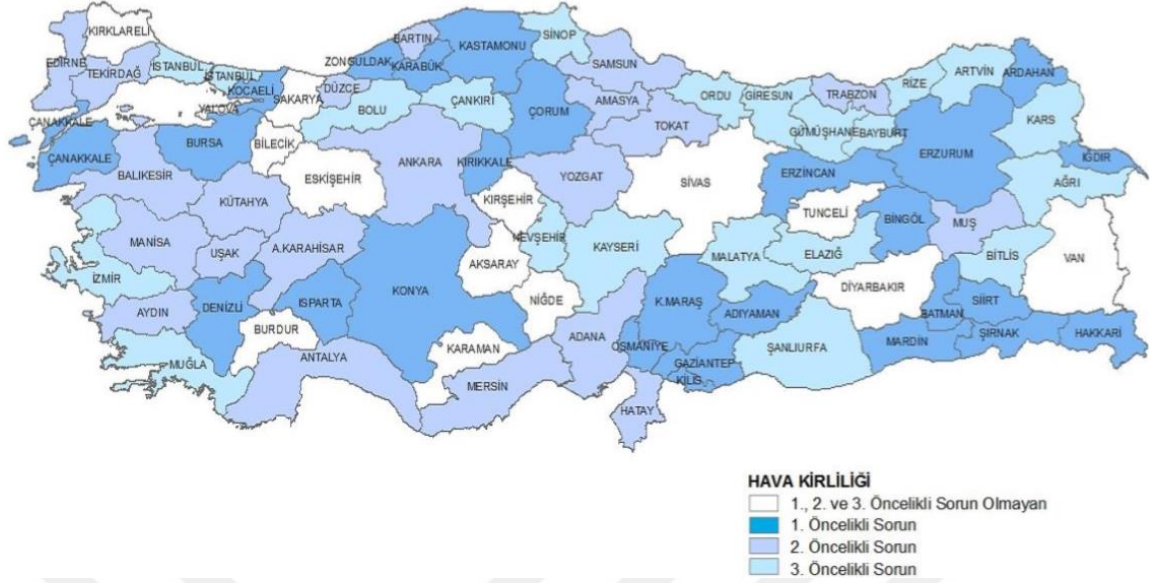 KIRKLARELİ
EDİRNE
TEKİRDAĞ
İSTANBUL
İSTANBUL
KOCAELİ
YALOVA
SAKARYA
DÜZCE
ZONGULDAK
BARTIN
KARABÜK
KASTAMONU
SİNOP
SAMSUN
ÇANAKKALE
ÇANAKKALE
BURSA
BİLECİK
BOLU
ÇANKIRI
ÇORUM
AMASYA
TOKAT
ORDU
GİRESUN
TRABZON
RİZE
ARTVİN
ARDAHAN
GÜMÜŞHANE
BAYBURT
KARS
BALIKESİR
KÜTAHYA
ESKİŞEHİR
ANKARA
KIRIKKALE
YOZGAT
SİVAS
ERZİNCAN
ERZURUM
IĞDIR
AĞRI
KIRŞEHİR
TUNCELİ
BİNGÖL
MUŞ
MANİSA
UŞAK
A.KARAHİSAR
AKSARAY
NEVŞEHİR
KAYSERİ
MALATYA
ELAZIĞ
BİTLİS
VAN
İZMİR
AYDIN
DENİZLİ
ISPARTA
KONYA
NİĞDE
K.MARAŞ
ADIYAMAN
DİYARBAKIR
BATMAN
SİİRT
ŞIRNAK
HAKKARİ
MARDİN
MUĞLA
BURDUR
ANTALYA
KARAMAN
MERSİN
ADANA
OSMANİYE
GAZİANTEP
KİLİS
ŞANLIURFA
HATAY
HAVA KİRLİLİĞİ
1., 2. ve 3. Öncelikli Sorun Olmayan
1. Öncelikli Sorun
2. Öncelikli Sorun
3. Öncelikli Sorun